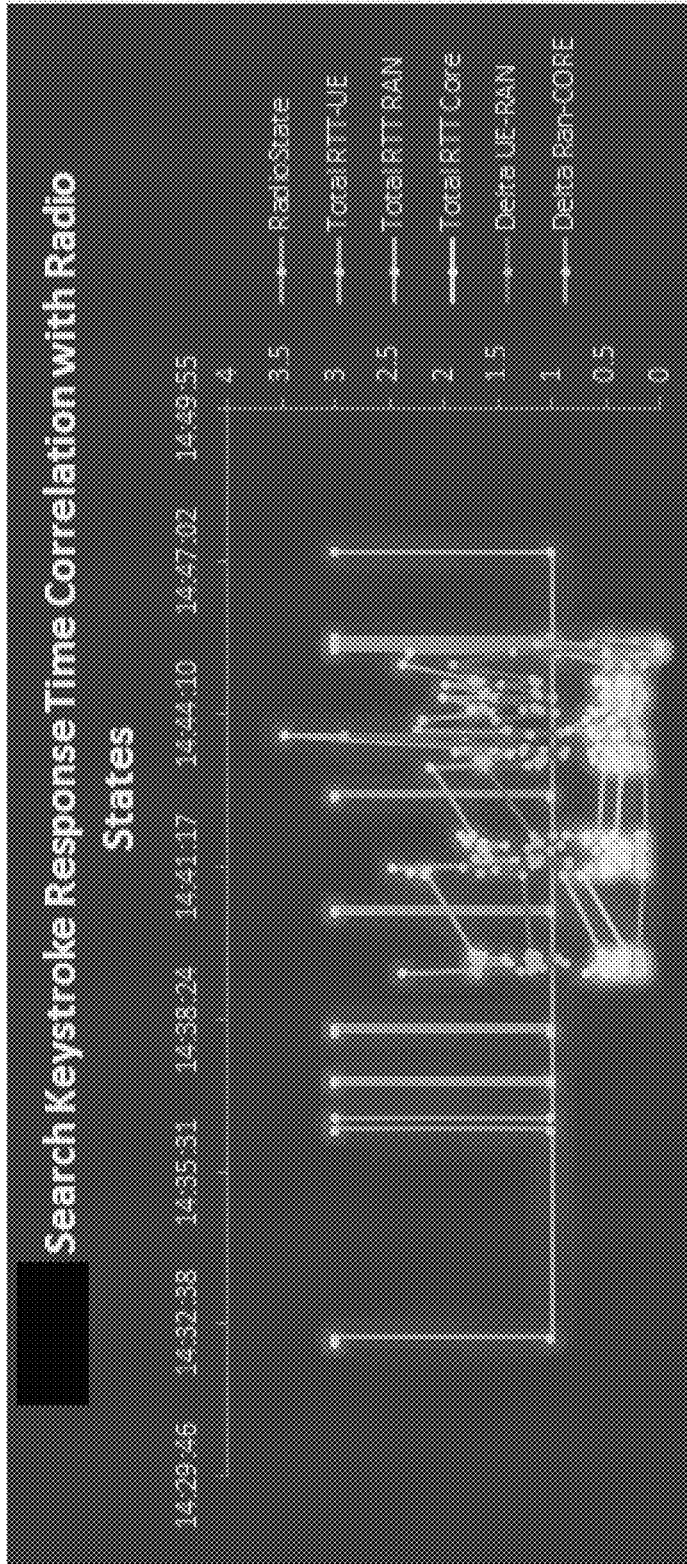 Search Keystroke Response Time Correlation with Radio
States
14:29:46 14:32:38 14:35:31 14:38:24 14:41:17 14:44:10 14:47:02 14:49:55
4
3.5
3
2.5
2
1.5
1
0.5
0
RadioState
Total RTT-UE
Total RTT RAN
Total RTT Core
Delta UE-RAN
Delta Ran-CORE